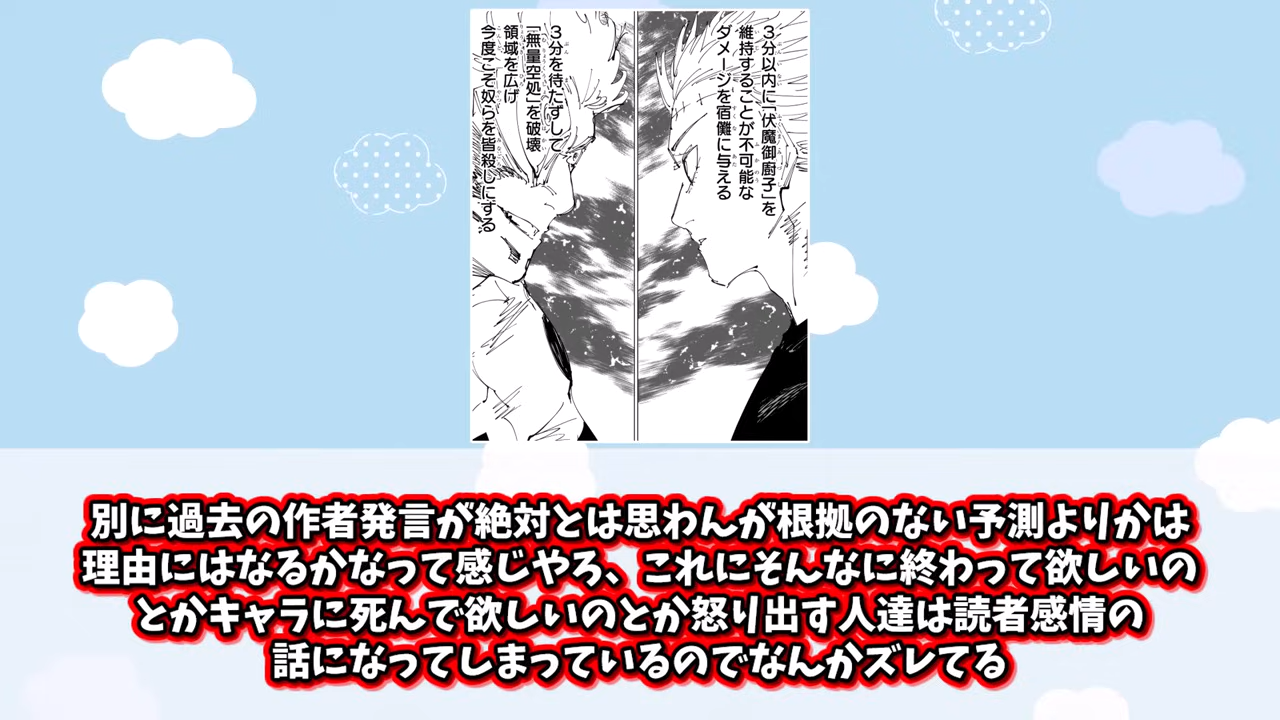 3分以内に「伏魔御廚子」を
維持することが不可能な
ダメージを宿儺に与える
3分を待たずして
「無量空処」を破壊
領域を広げ
今度こそ奴らを皆殺しにする
別に過去の作者発言が絶対とは思わんが根拠のない予測よりかは
理由にはなるかなって感じやろ、これにそんなに終わって欲しいの
とかキャラに死んで欲しいのとか怒り出す人達は読者感情の
話になってしまっているのでなんかズレてる